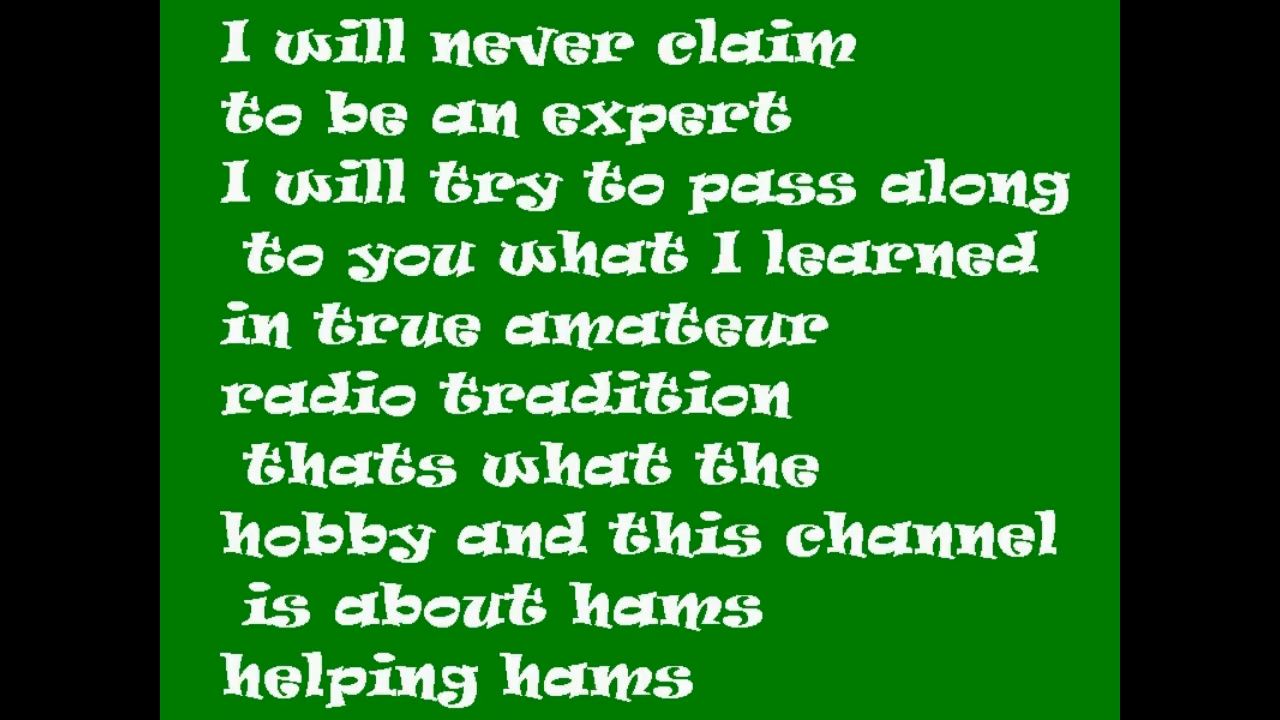 I will never claim
to be an expert
I will try to pass along
to you what I learned
in true amateur
radio tradition
thats what the
hobby and this channel
is about hams
helping hams